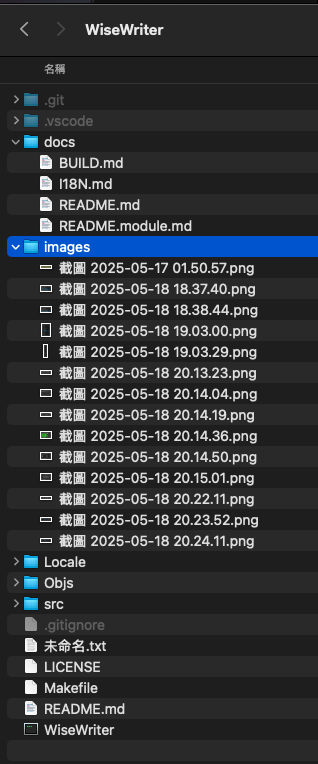 WiseWriter
名稱
.git
.vscode
docs
BUILD.md
I18N.md
README.md
README.module.md
images
截圖 2025-05-17 01.50.57.png
截圖 2025-05-18 18.37.40.png
截圖 2025-05-18 18.38.44.png
截圖 2025-05-18 19.03.00.png
截圖 2025-05-18 19.03.29.png
截圖 2025-05-18 20.13.23.png
截圖 2025-05-18 20.14.04.png
截圖 2025-05-18 20.14.19.png
截圖 2025-05-18 20.14.36.png
截圖 2025-05-18 20.14.50.png
截圖 2025-05-18 20.15.01.png
截圖 2025-05-18 20.22.11.png
截圖 2025-05-18 20.23.52.png
截圖 2025-05-18 20.24.11.png
Locale
Objs
src
.gitignore
未命名.txt
LICENSE
Makefile
README.md
WiseWriter